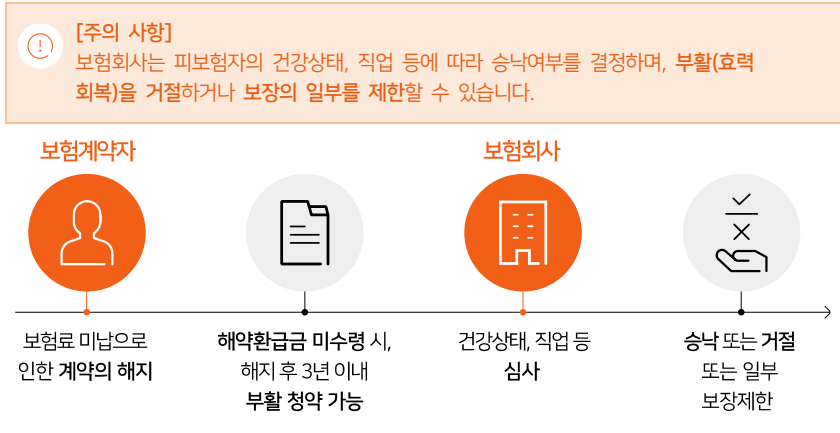 [주의 사항]
보험회사는 피보험자의 건강상태, 직업 등에 따라 승낙여부를 결정하며, 부활(효력
회복)을 거절하거나 보장의 일부를 제한할 수 있습니다.
보험계약자
보험회사
보험료 미납으로
인한 계약의 해지
해약환급금 미수령 시,
해지 후 3년 이내
부활 청약 가능
건강상태, 직업 등
심사
승낙 또는 거절
또는 일부
보장제한